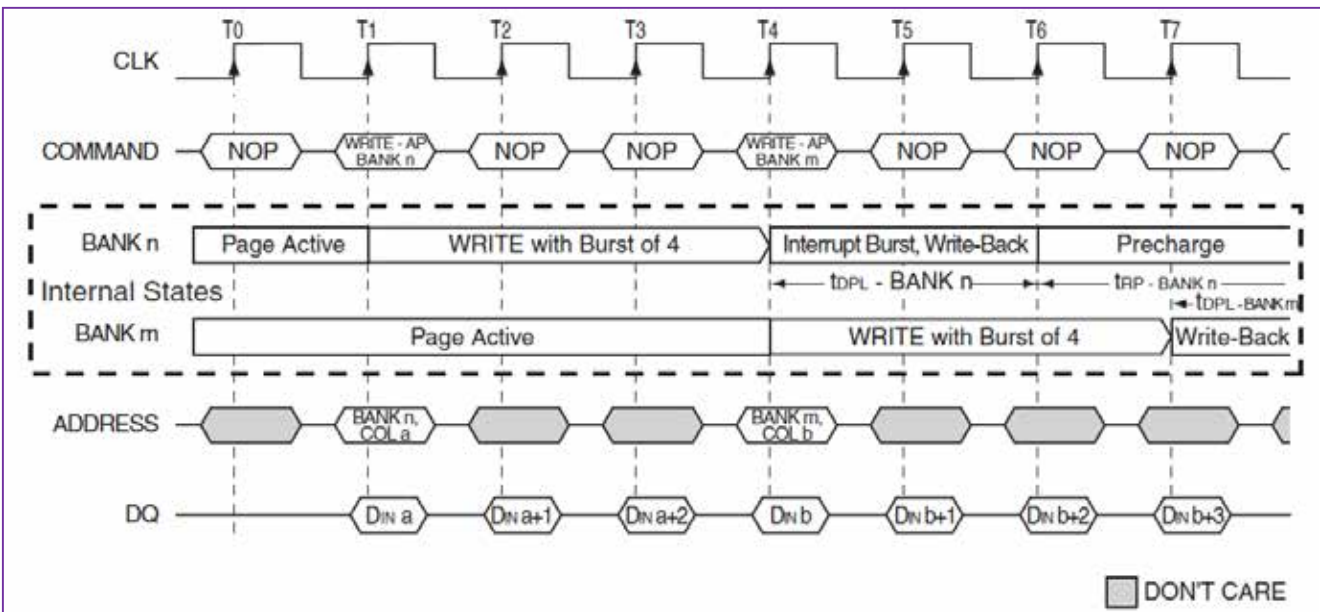 T0 T1 T2 T3 T4 T5 T6 T7
CLK
COMMAND NOP WRITE - AP BANK n NOP NOP WRITE - AP BANK m NOP NOP NOP
BANK n Page Active WRITE with Burst of 4 Interrupt Burst, Write-Back Precharge
tDPL - BANK n tRP - BANK n
Internal States
tDPL - BANK m
BANK m Page Active WRITE with Burst of 4 Write-Back
ADDRESS BANK n, COL a BANK m, COL b
DQ DIN a DIN a+1 DIN a+2 DIN b DIN b+1 DIN b+2 DIN b+3
DON'T CARE